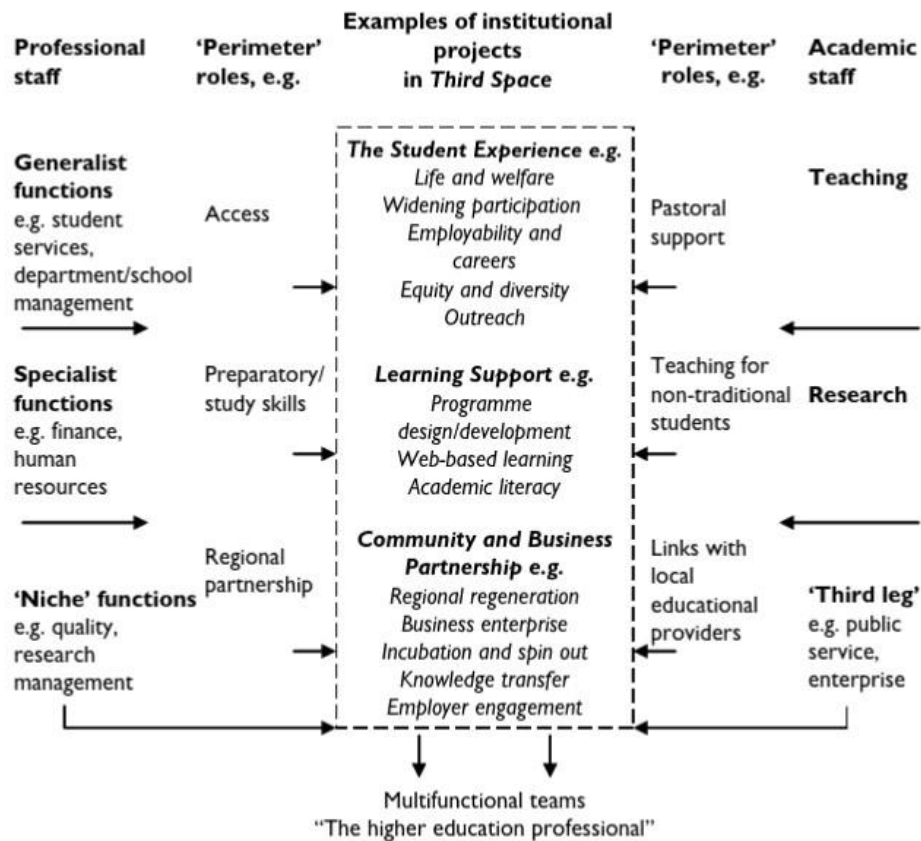 Professional
staff
'Perimeter'
roles, e.g.
Examples of institutional
projects
in Third Space
'Perimeter'
roles, e.g.
Academic
staff
Generalist
functions
e.g. student
services,
department/school
management
Access
The Student Experience e.g.
Life and welfare
Widening participation
Employability and
careers
Equity and diversity
Outreach
Pastoral
support
Teaching
Specialist
functions
e.g. finance,
human
resources
Preparatory/
study skills
Learning Support e.g.
Programme
design/development
Web-based learning
Academic literacy
Teaching for
non-traditional
students
Research
'Niche' functions
e.g. quality,
research
management
Regional
partnership
Community and Business
Partnership e.g.
Regional regeneration
Business enterprise
Incubation and spin out
Knowledge transfer
Employer engagement
Links with
local
educational
providers
'Third leg'
e.g. public
service,
enterprise
Multifunctional teams
"The higher education professional"